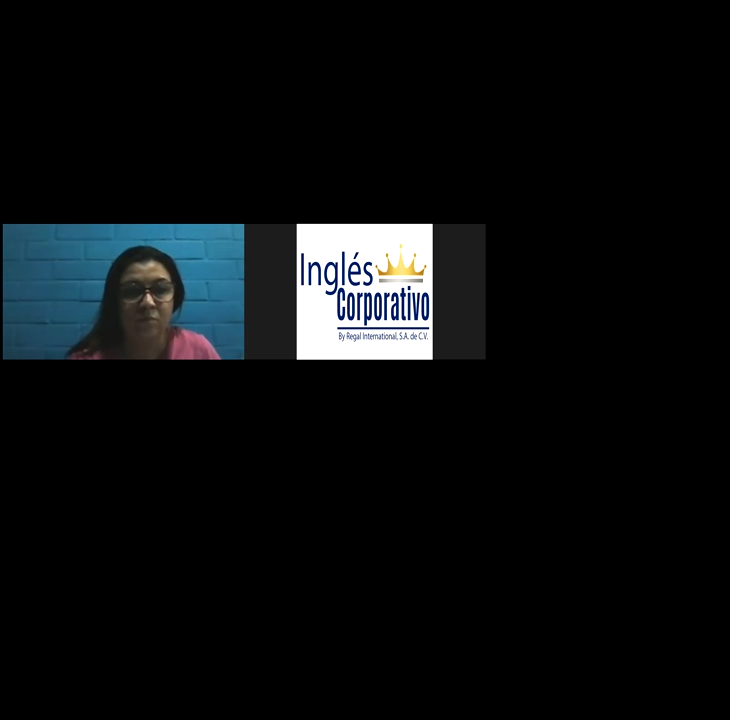 Inglés
Corporativo
By Regal International, S.A. de C.V.